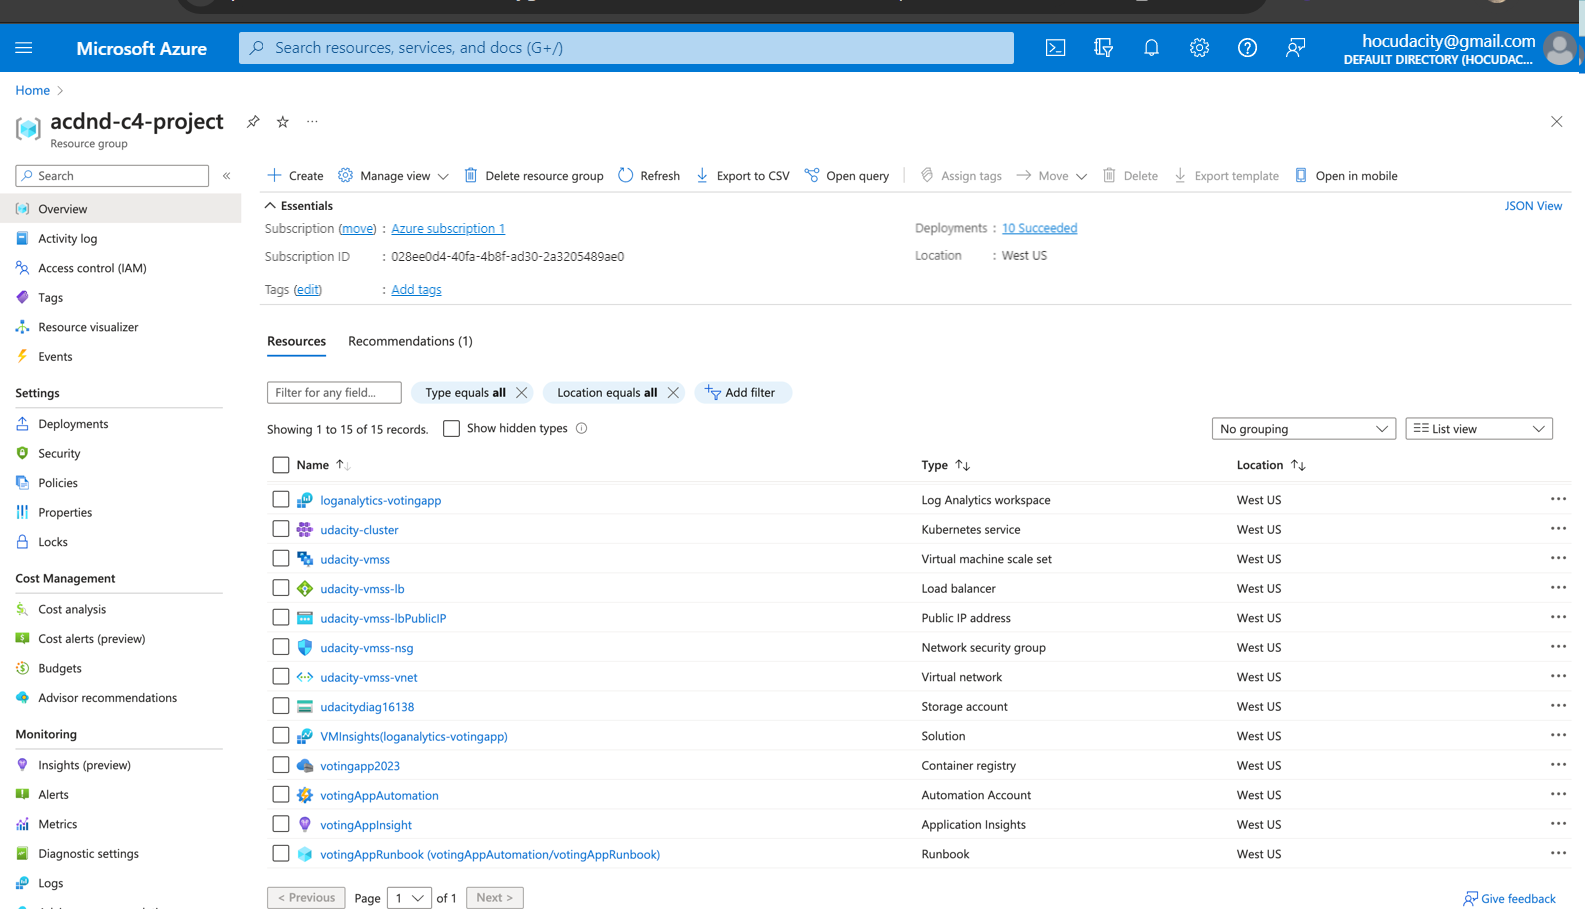 Microsoft Azure
Search resources, services, and docs (G+/)
hocudacity@gmail.com
DEFAULT DIRECTORY (HOCUDAC...
Home
acdnd-c4-project
...
Resource group
Search
«
Create
Manage view
Delete resource group
Refresh
Export to CSV
Open query
Assign tags
Move
Delete
Export template
Open in mobile
Overview
Activity log
Access control (IAM)
Tags
Resource visualizer
Events
Settings
Deployments
Security
Policies
Properties
Locks
Cost Management
Cost analysis
Cost alerts (preview)
Budgets
Advisor recommendations
Monitoring
Insights (preview)
Alerts
Metrics
Diagnostic settings
Logs
Essentials
JSON View
Subscription (move) : Azure subscription 1
Deployments : 10 Succeeded
Subscription ID : 028ee0d4-40fa-4b8f-ad30-2a3205489ae0
Location : West US
Tags (edit) : Add tags
Resources Recommendations (1)
Filter for any field... Type equals all Location equals all Add filter
Showing 1 to 15 of 15 records. Show hidden types
No grouping List view
Name Type Location
loganalytics-votingapp Log Analytics workspace West US
udacity-cluster Kubernetes service West US
udacity-vmss Virtual machine scale set West US
udacity-vmss-lb Load balancer West US
udacity-vmss-lbPublicIP Public IP address West US
udacity-vmss-nsg Network security group West US
udacity-vmss-vnet Virtual network West US
udacitydiag16138 Storage account West US
VMInsights(loganalytics-votingapp) Solution West US
votingapp2023 Container registry West US
votingAppAutomation Automation Account West US
votingAppInsight Application Insights West US
votingAppRunbook (votingAppAutomation/votingAppRunbook) Runbook West US
< Previous Page 1 of 1 Next >
Give feedback